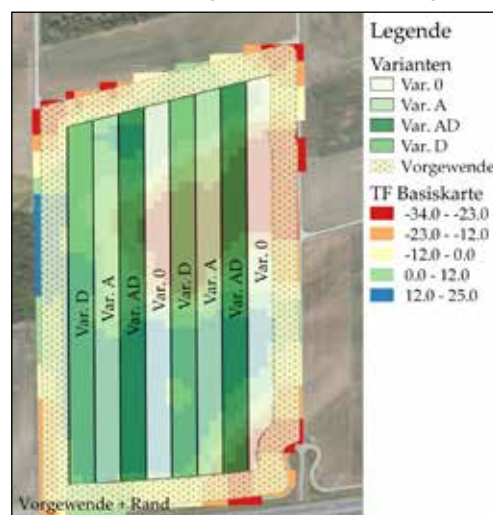 Legende
Varianten
Var. 0
Var. A
Var. AD
Var. D
Vorgewende
TF Basiskarte
-34.0 - -23.0
-23.0 - -12.0
-12.0 - 0.0
0.0 - 12.0
12.0 - 25.0
Var. D
Var. A
Var. AD
Var. 0
Var. D
Var. A
Var. AD
Var. 0
Vorgewende + Rand